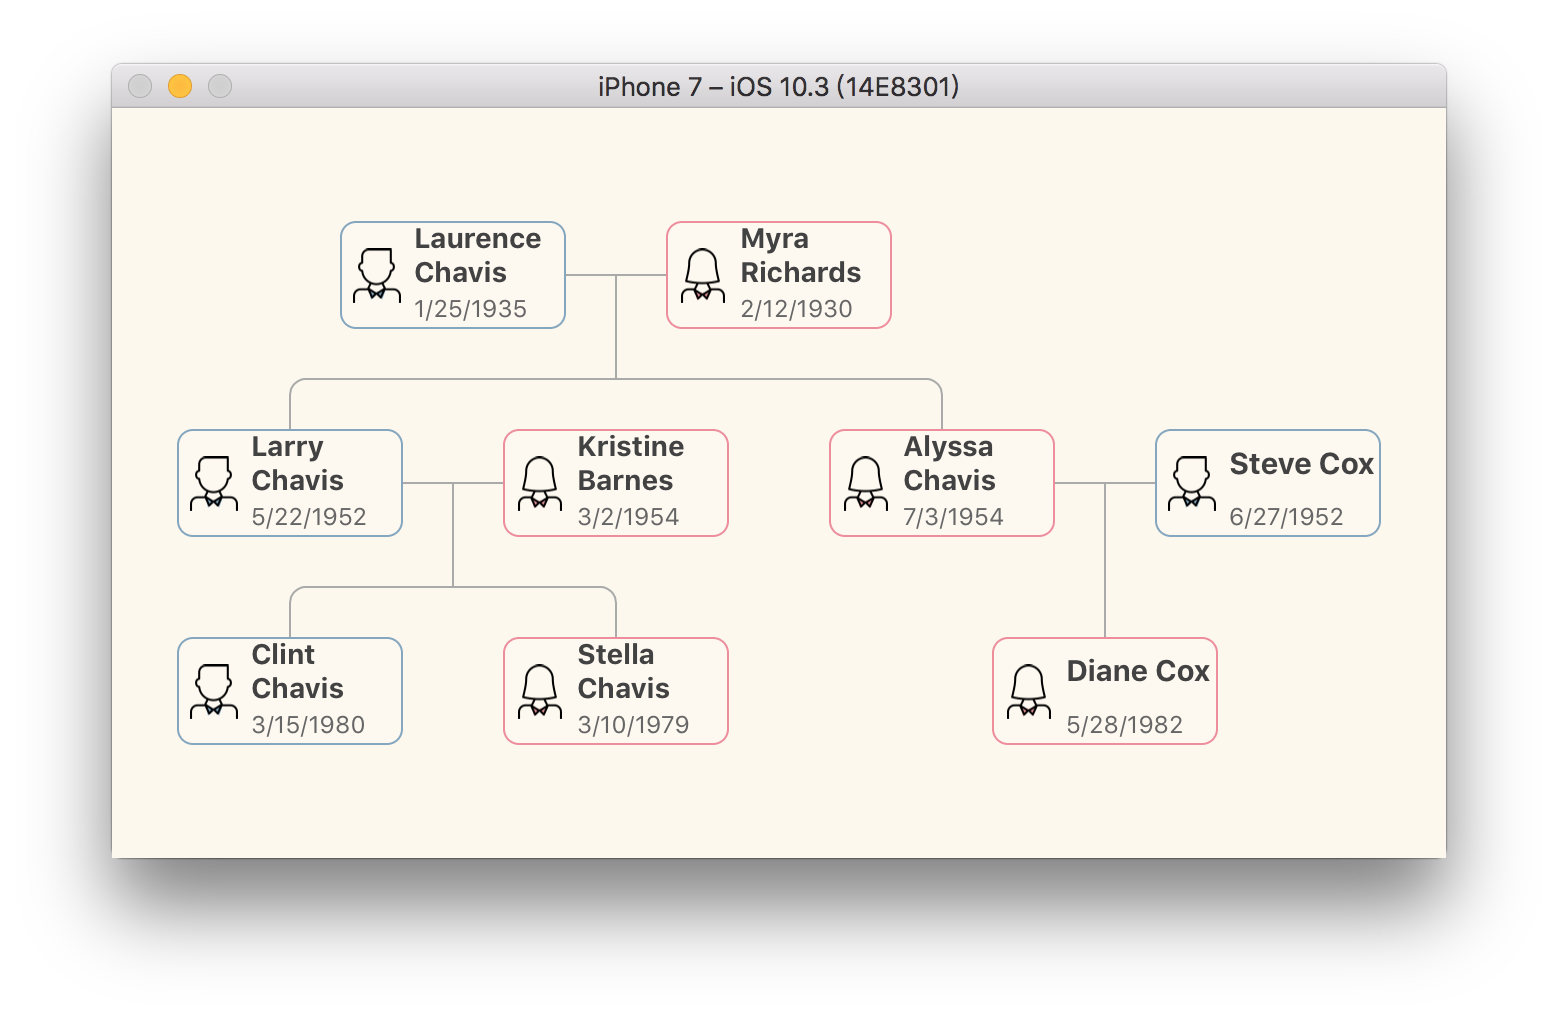 iPhone 7 – iOS 10.3 (14E8301)
Laurence
Chavis
1/25/1935
Myra
Richards
2/12/1930
Larry
Chavis
5/22/1952
Kristine
Barnes
3/2/1954
Alyssa
Chavis
7/3/1954
Steve Cox
6/27/1952
Clint
Chavis
3/15/1980
Stella
Chavis
3/10/1979
Diane Cox
5/28/1982